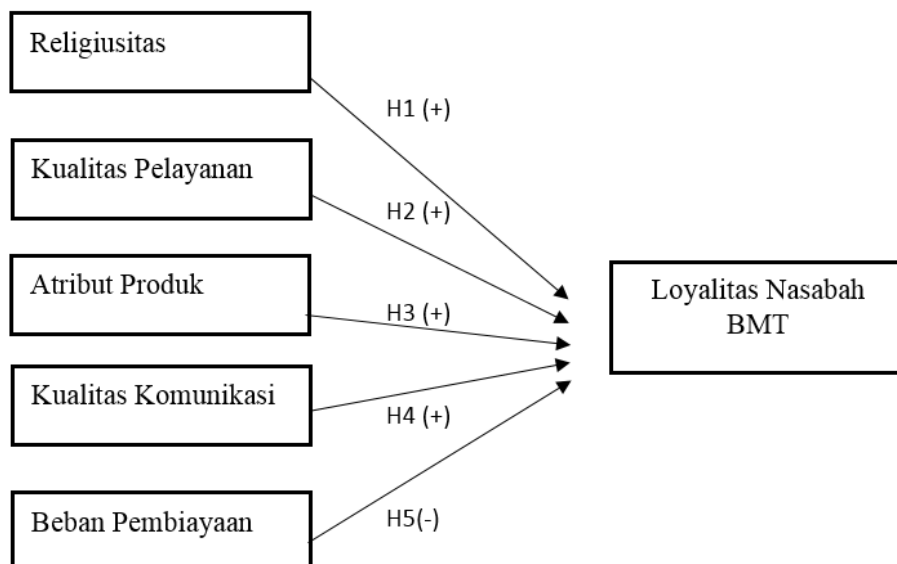 Religiusitas
H1 (+)
Kualitas Pelayanan
H2 (+)
Atribut Produk
H3 (+)
Loyalitas Nasabah
BMT
Kualitas Komunikasi
H4 (+)
Beban Pembiayaan
H5(-)